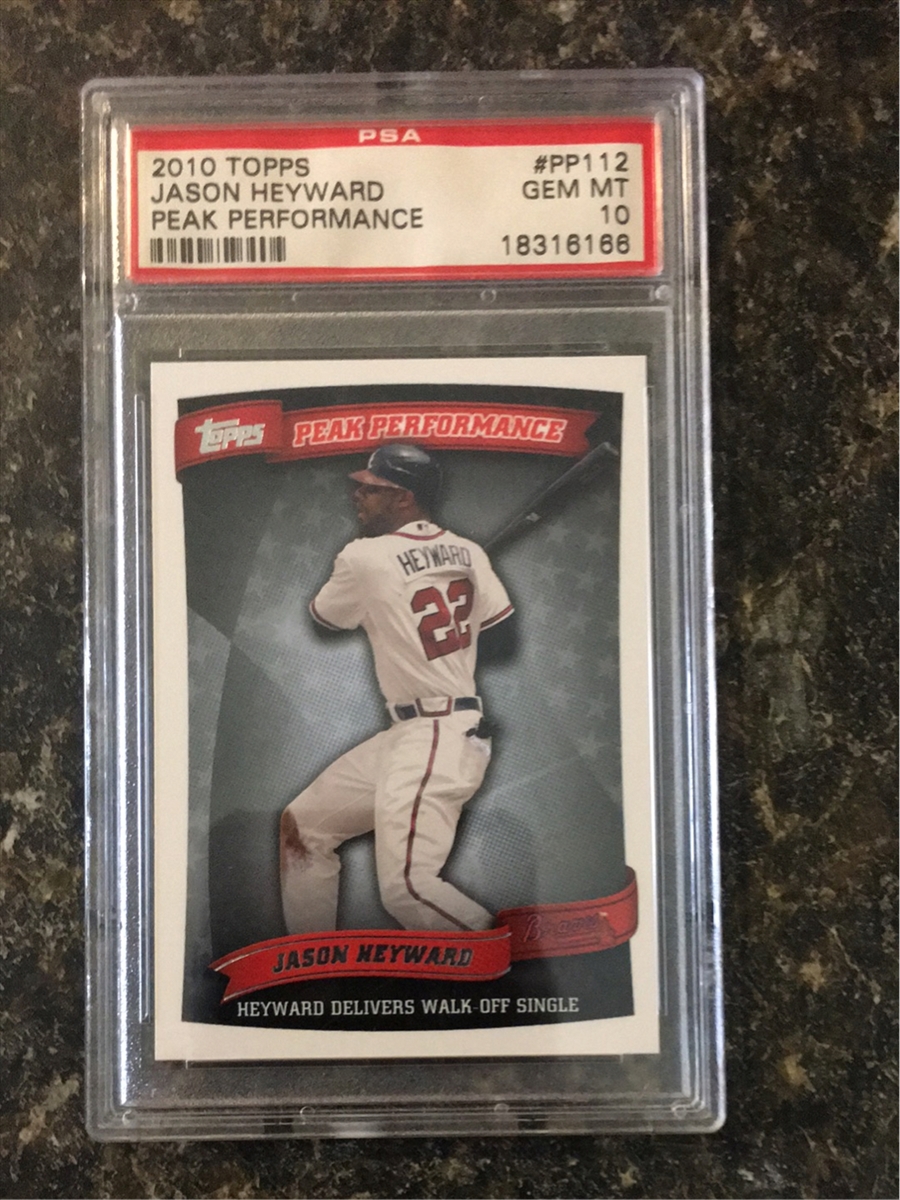 PSA
2010 TOPPS #PP112
JASON HEYWARD GEM MT
PEAK PERFORMANCE 10
18316166
Topps PEAK PERFORMANCE
HEYWARD
22
Braves
JASON HEYWARD
HEYWARD DELIVERS WALK-OFF SINGLE